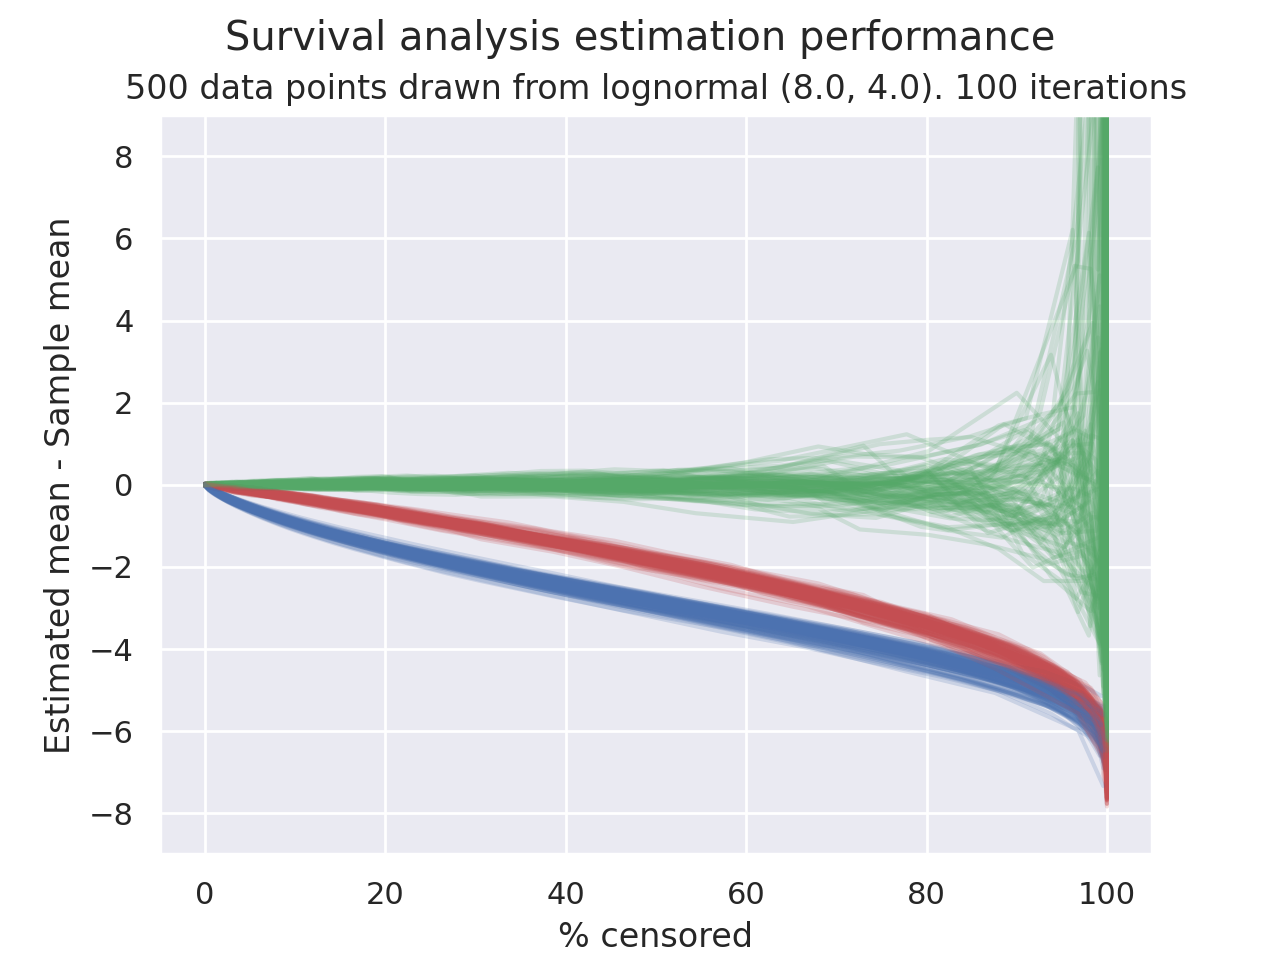 Survival analysis estimation performance
500 data points drawn from lognormal (8.0, 4.0). 100 iterations
8
6
4
2
0
−2
−4
−6
−8
Estimated mean - Sample mean
0 20 40 60 80 100
% censored